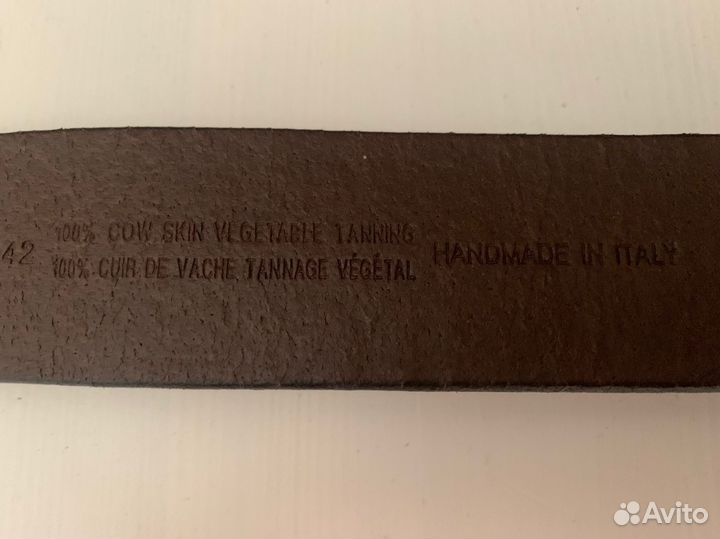 42
100% COW SKIN VEGETABLE TANNING
100% CUIR DE VACHE TANNAGE VÉGÉTAL
HANDMADE IN ITALY
Avito